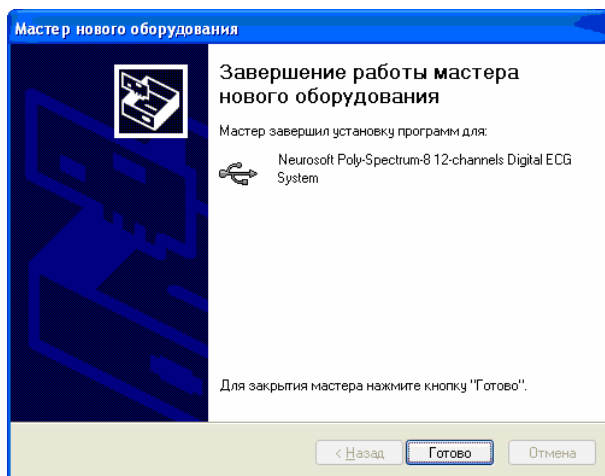 Мастер нового оборудования
Завершение работы мастера
нового оборудования
Мастер завершил установку программ для:
Neurosoft Poly-Spectrum-8 12-channels Digital ECG
System
Для закрытия мастера нажмите кнопку "Готово".
< Назад Готово Отмена